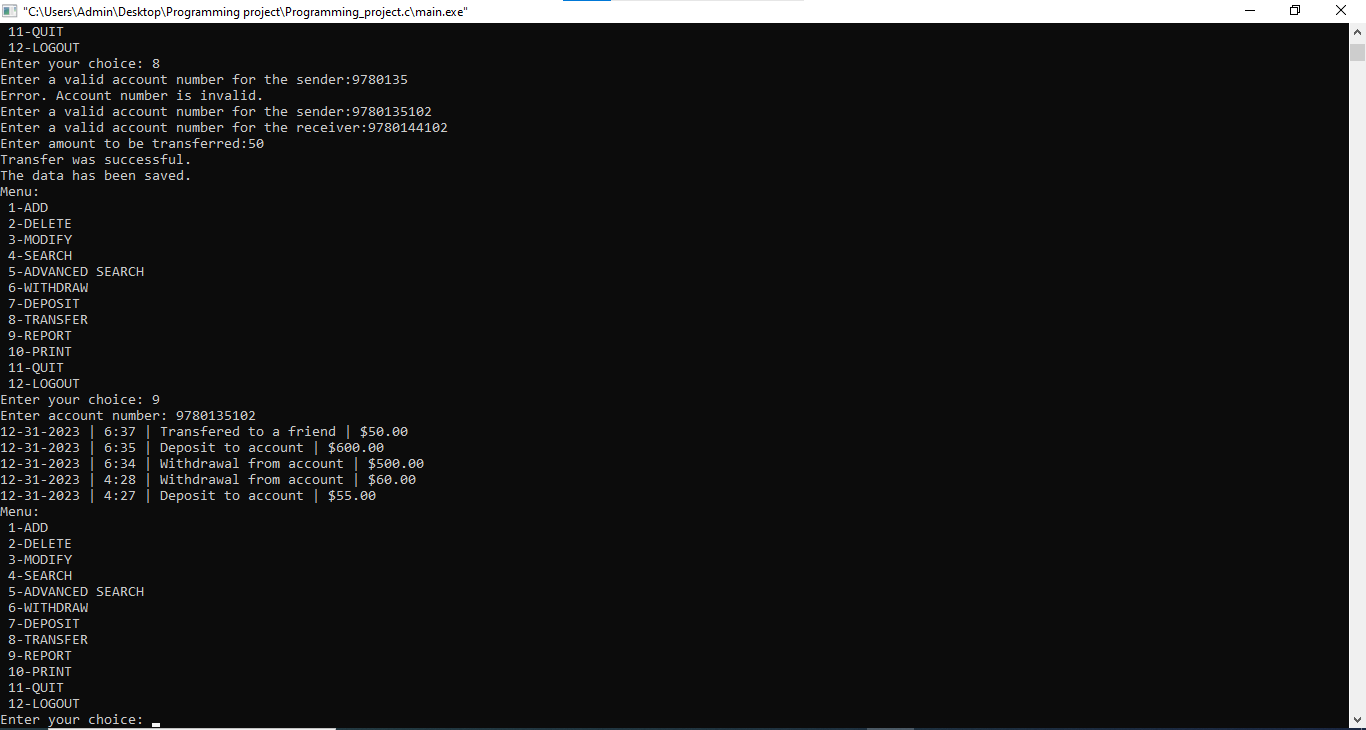 "C:\Users\Admin\Desktop\Programming project\Programming_project.c\main.exe"
11-QUIT
12-LOGOUT
Enter your choice: 8
Enter a valid account number for the sender:9780135
Error. Account number is invalid.
Enter a valid account number for the sender:9780135102
Enter a valid account number for the receiver:9780144102
Enter amount to be transferred:50
Transfer was successful.
The data has been saved.
Menu:
1-ADD
2-DELETE
3-MODIFY
4-SEARCH
5-ADVANCED SEARCH
6-WITHDRAW
7-DEPOSIT
8-TRANSFER
9-REPORT
10-PRINT
11-QUIT
12-LOGOUT
Enter your choice: 9
Enter account number: 9780135102
12-31-2023 | 6:37 | Transfered to a friend | $50.00
12-31-2023 | 6:35 | Deposit to account | $600.00
12-31-2023 | 6:34 | Withdrawal from account | $500.00
12-31-2023 | 4:28 | Withdrawal from account | $60.00
12-31-2023 | 4:27 | Deposit to account | $55.00
Menu:
1-ADD
2-DELETE
3-MODIFY
4-SEARCH
5-ADVANCED SEARCH
6-WITHDRAW
7-DEPOSIT
8-TRANSFER
9-REPORT
10-PRINT
11-QUIT
12-LOGOUT
Enter your choice: